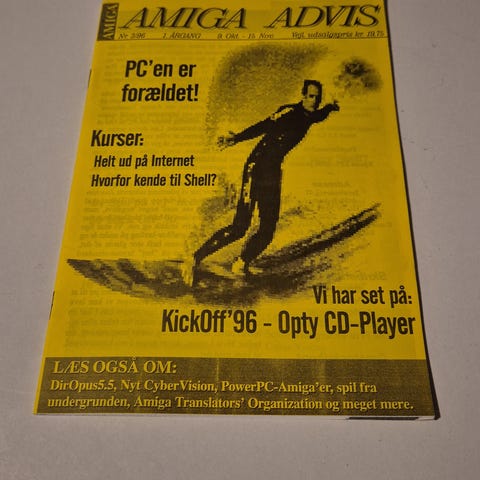 AMIGA
AMIGA ADVIS
Nr. 3/96 1. ÅRGANG 9. Okt. - 15. Nov. Vejl. udsalgspris kr. 19.75
PC'en er
forældet!
Kurser:
Helt ud på Internet
Hvorfor kende til Shell?
Vi har set på:
KickOff'96 - Opty CD-Player
LÆS OGSÅ OM:
DirOpus5.5, Nyt CyberVision, PowerPC-Amiga'er, spil fra
undergrunden, Amiga Translators' Organization og meget mere.